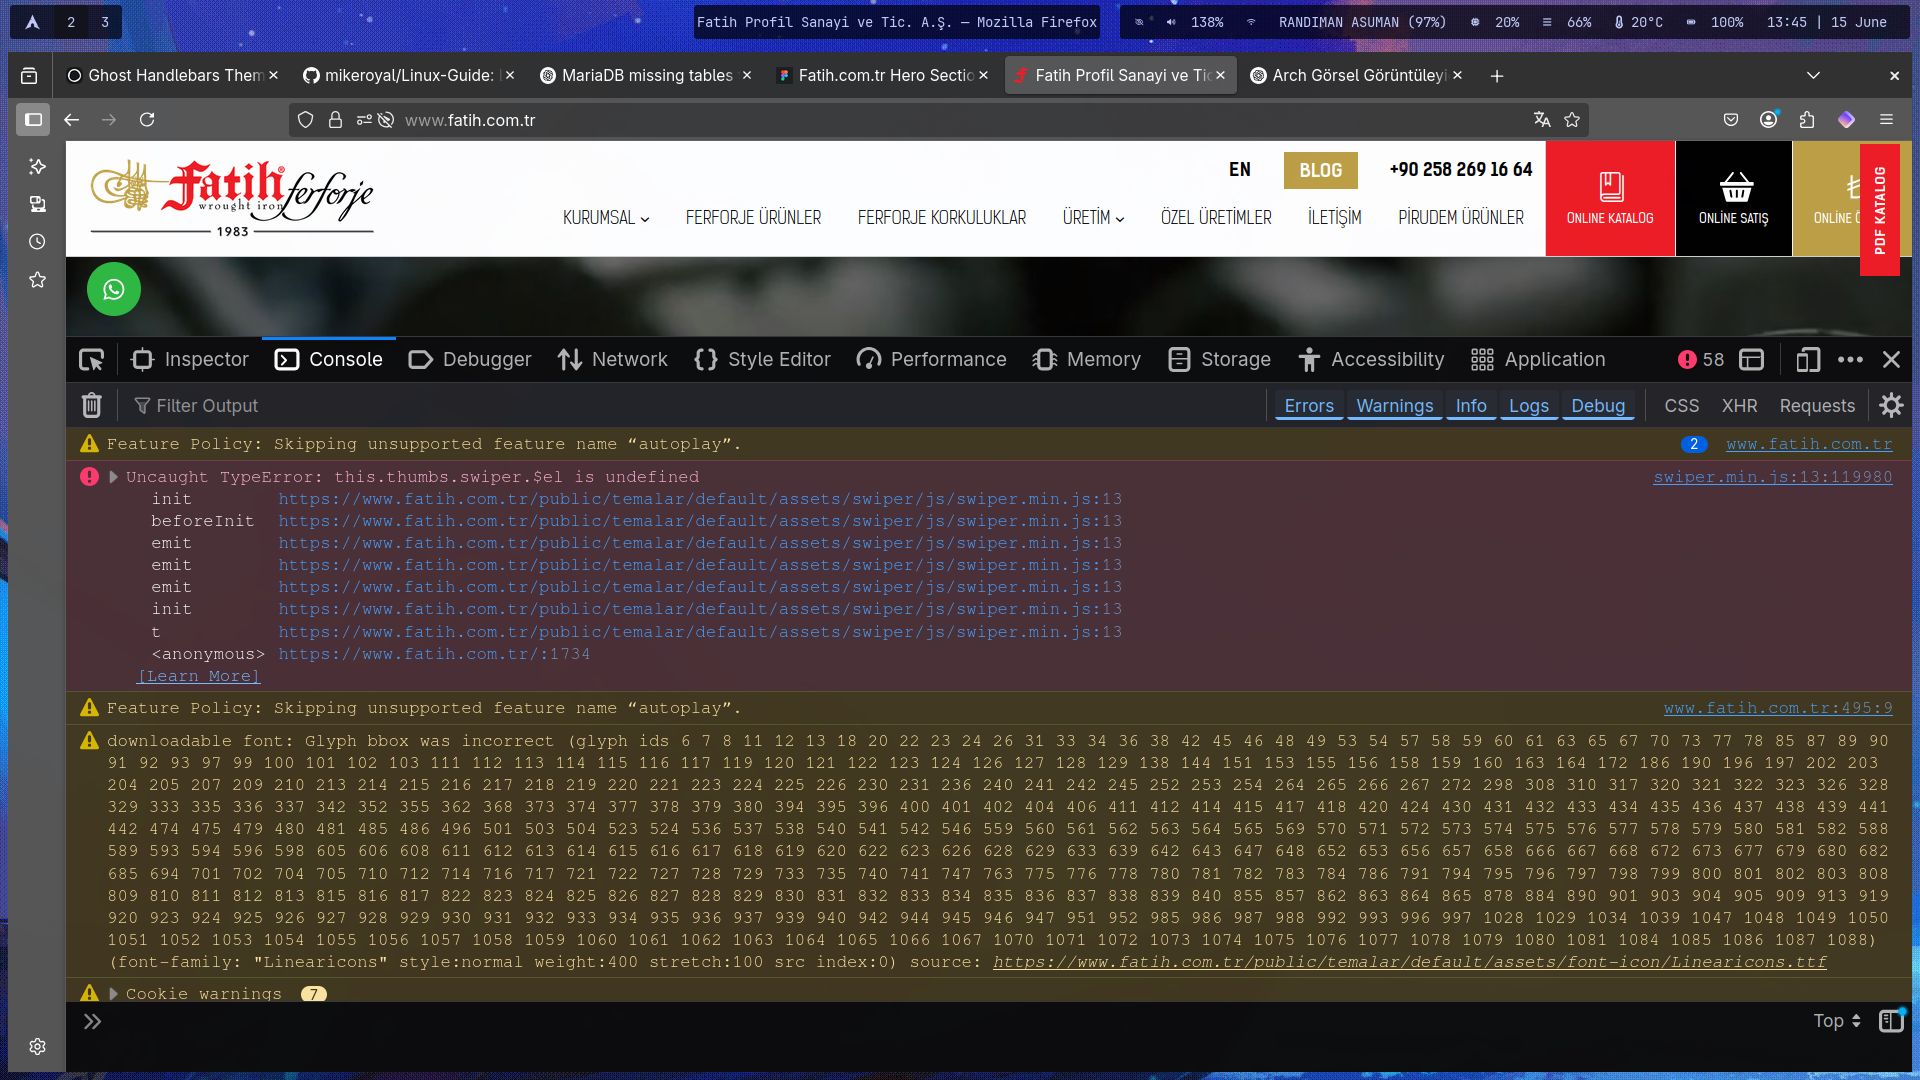 2 3
Fatih Profil Sanayi ve Tic. A.Ş. — Mozilla Firefox
138% RANDIMAN ASUMAN (97%) 20% 66% 20°C 100% 13:45 | 15 June
Ghost Handlebars Them
mikeroyal/Linux-Guide:
MariaDB missing tables
Fatih.com.tr Hero Sectio
Fatih Profil Sanayi ve Tic
Arch Görsel Görüntüleyi
www.fatih.com.tr
Fatih® ferforje
wrought iron
1983
EN BLOG +90 258 269 16 64
KURUMSAL FERFORJE ÜRÜNLER FERFORJE KORKULUKLAR ÜRETİM ÖZEL ÜRETİMLER İLETİŞİM PİRUDEM ÜRÜNLER
ONLINE KATALOG
ONLİNE SATIŞ
ONLİNE Ö
PDF KATALOG
Inspector Console Debugger Network Style Editor Performance Memory Storage Accessibility Application 58
Filter Output Errors Warnings Info Logs Debug CSS XHR Requests
Feature Policy: Skipping unsupported feature name “autoplay”. 2 www.fatih.com.tr
Uncaught TypeError: this.thumbs.swiper.$el is undefined swiper.min.js:13:119980
init https://www.fatih.com.tr/public/temalar/default/assets/swiper/js/swiper.min.js:13
beforeInit https://www.fatih.com.tr/public/temalar/default/assets/swiper/js/swiper.min.js:13
emit https://www.fatih.com.tr/public/temalar/default/assets/swiper/js/swiper.min.js:13
emit https://www.fatih.com.tr/public/temalar/default/assets/swiper/js/swiper.min.js:13
emit https://www.fatih.com.tr/public/temalar/default/assets/swiper/js/swiper.min.js:13
init https://www.fatih.com.tr/public/temalar/default/assets/swiper/js/swiper.min.js:13
t https://www.fatih.com.tr/public/temalar/default/assets/swiper/js/swiper.min.js:13
<anonymous> https://www.fatih.com.tr/:1734
[Learn More]
Feature Policy: Skipping unsupported feature name “autoplay”. www.fatih.com.tr:495:9
downloadable font: Glyph bbox was incorrect (glyph ids 6 7 8 11 12 13 18 20 22 23 24 26 31 33 34 36 38 42 45 46 48 49 53 54 57 58 59 60 61 63 65 67 70 73 77 78 85 87 89 90
91 92 93 97 99 100 101 102 103 111 112 113 114 115 116 117 119 120 121 122 123 124 126 127 128 129 138 144 151 153 155 156 158 159 160 163 164 172 186 190 196 197 202 203
204 205 207 209 210 213 214 215 216 217 218 219 220 221 223 224 225 226 230 231 236 240 241 242 245 252 253 254 264 265 266 267 272 298 308 310 317 320 321 322 323 326 328
329 333 335 336 337 342 352 355 362 368 373 374 377 378 379 380 394 395 396 400 401 402 404 406 411 412 414 415 417 418 420 424 430 431 432 433 434 435 436 437 438 439 441
442 474 475 479 480 481 485 486 496 501 503 504 523 524 536 537 538 540 541 542 546 559 560 561 562 563 564 565 569 570 571 572 573 574 575 576 577 578 579 580 581 582 588
589 593 594 596 598 605 606 608 611 612 613 614 615 616 617 618 619 620 622 623 626 628 629 633 639 642 643 647 648 652 653 656 657 658 666 667 668 672 673 677 679 680 682
685 694 701 702 704 705 710 712 714 716 717 721 722 727 728 729 733 735 740 741 747 763 775 776 778 780 781 782 783 784 786 791 794 795 796 797 798 799 800 801 802 803 808
809 810 811 812 813 815 816 817 822 823 824 825 826 827 828 829 830 831 832 833 834 835 836 837 838 839 840 855 857 862 863 864 865 878 884 890 901 903 904 905 909 913 919
920 923 924 925 926 927 928 929 930 931 932 933 934 935 936 937 939 940 942 944 945 946 947 951 952 985 986 987 988 992 993 996 997 1028 1029 1034 1039 1047 1048 1049 1050
1051 1052 1053 1054 1055 1056 1057 1058 1059 1060 1061 1062 1063 1064 1065 1066 1067 1070 1071 1072 1073 1074 1075 1076 1077 1078 1079 1080 1081 1084 1085 1086 1087 1088)
(font-family: "Linearicons" style:normal weight:400 stretch:100 src index:0) source: https://www.fatih.com.tr/public/temalar/default/assets/font-icon/Linearicons.ttf
Cookie warnings 7
Top